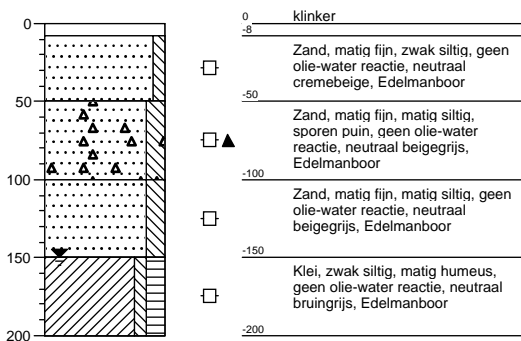 0
50
100
150
200
0
klinker
-8
Zand, matig fijn, zwak siltig, geen
olie-water reactie, neutraal
cremebeige, Edelmanboor
-50
Zand, matig fijn, matig siltig,
sporen puin, geen olie-water
reactie, neutraal beigegrijs,
Edelmanboor
-100
Zand, matig fijn, matig siltig, geen
olie-water reactie, neutraal
beigegrijs, Edelmanboor
-150
Klei, zwak siltig, matig humeus,
geen olie-water reactie, neutraal
bruingrijs, Edelmanboor
-200